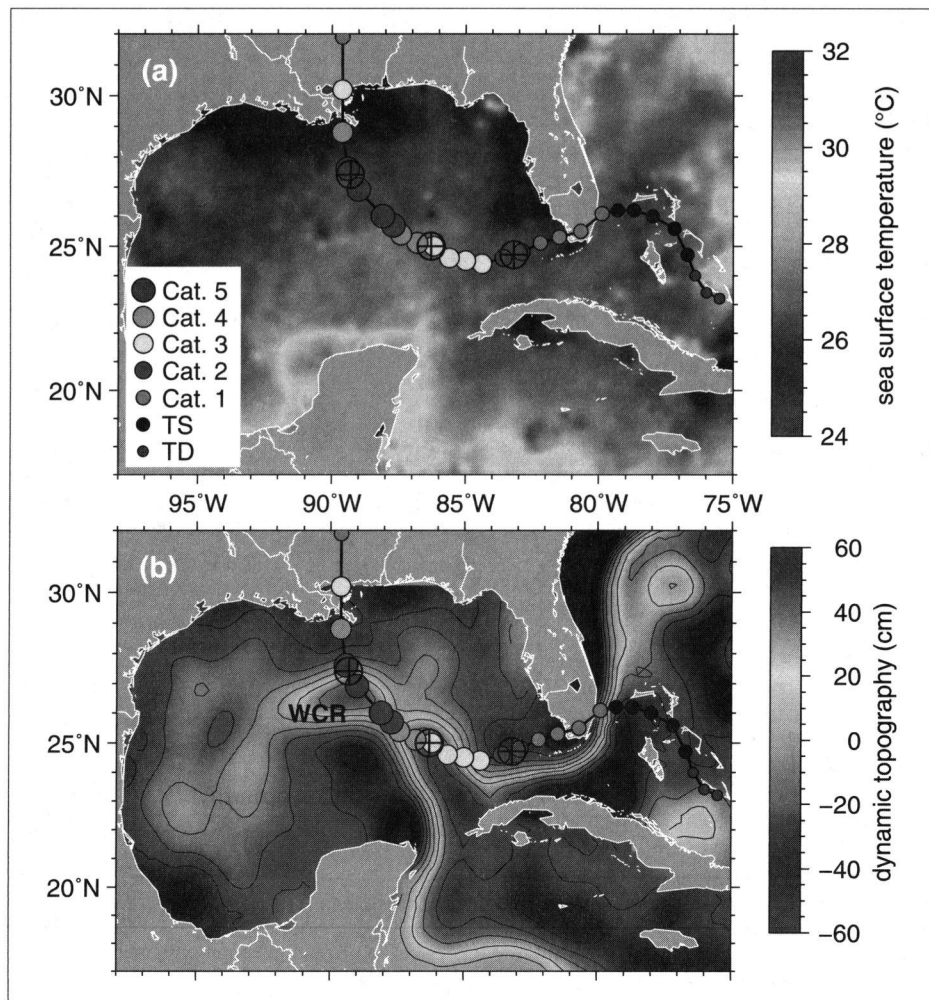 (a)
30°N
25°N
20°N
Cat. 5
Cat. 4
Cat. 3
Cat. 2
Cat. 1
TS
TD
32
30
28
26
24
sea surface temperature (°C)
95°W
90°W
85°W
80°W
75°W
(b)
30°N
25°N
20°N
WCR
60
40
20
0
−20
−40
−60
dynamic topography (cm)